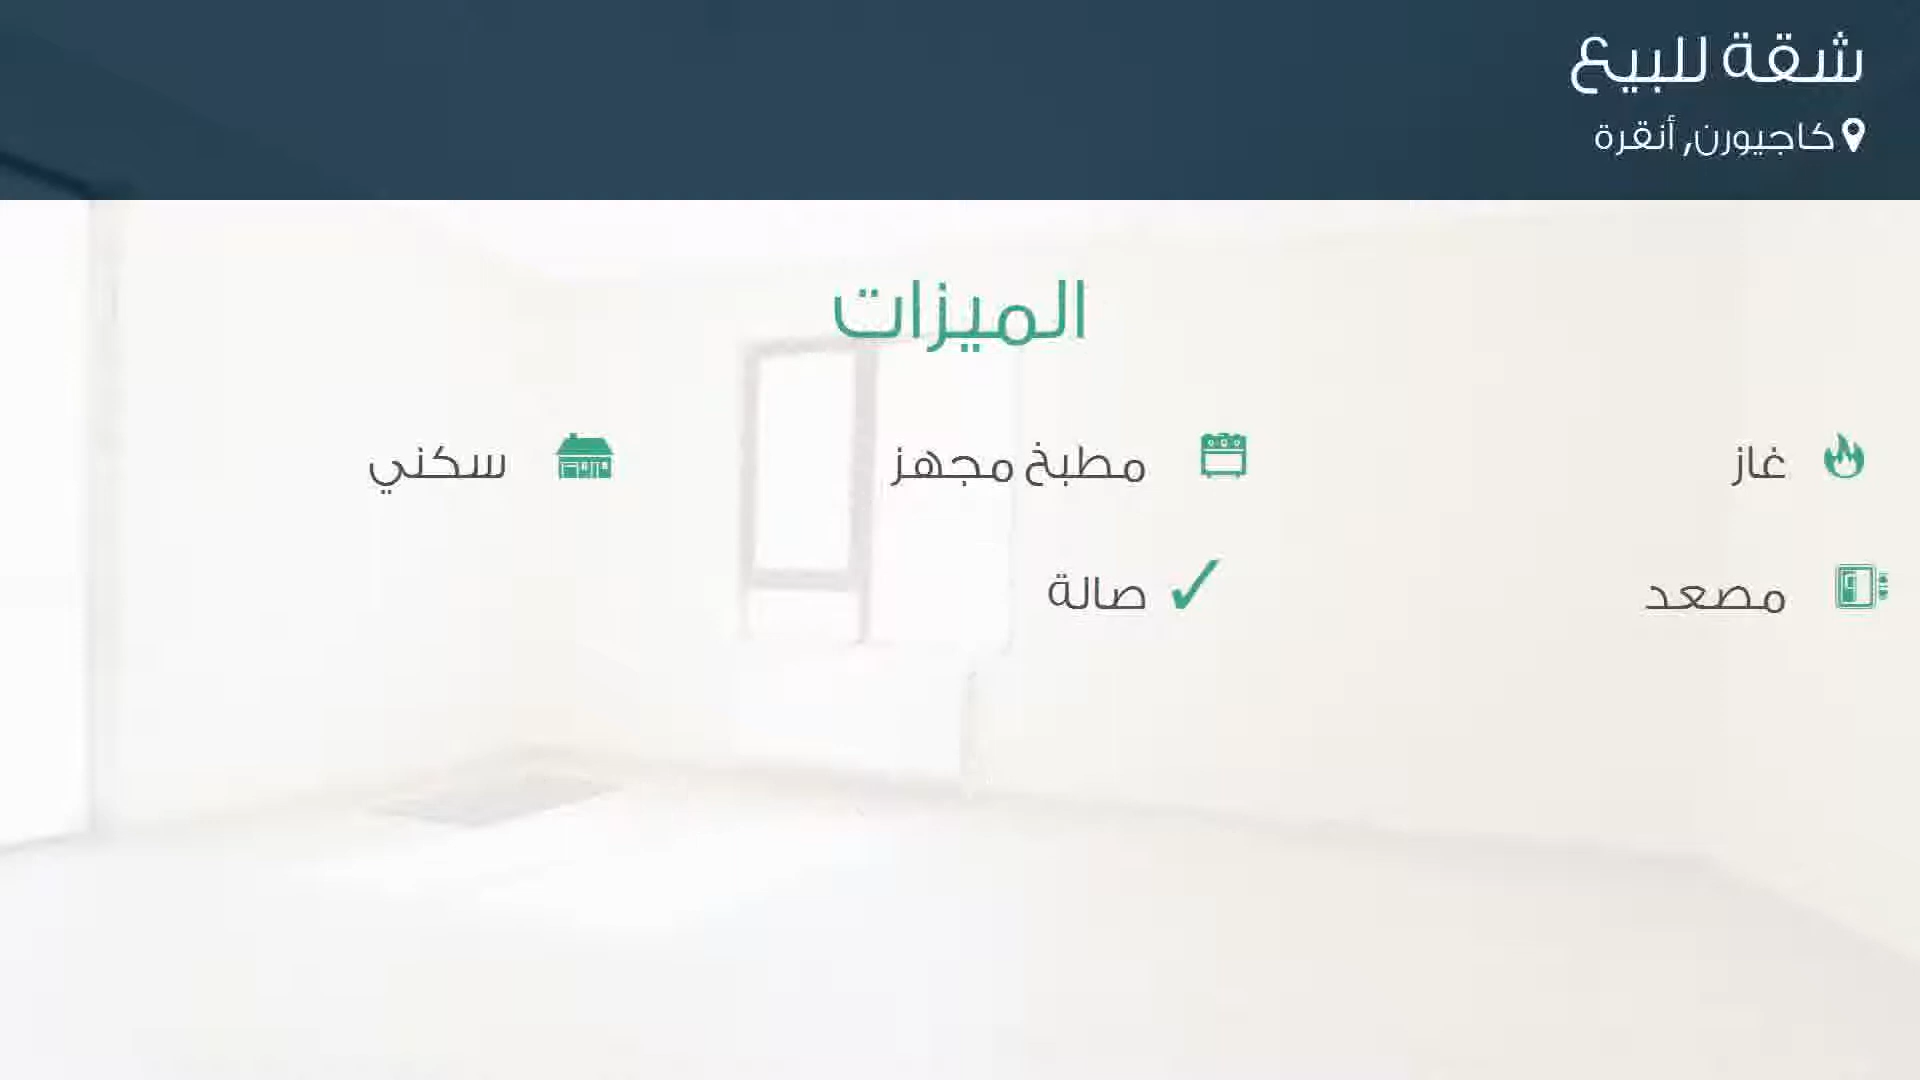 شقة للبيع
كاجيورن, أنقرة
الميزات
غاز
مطبخ مجهز
سكني
مصعد
صالة